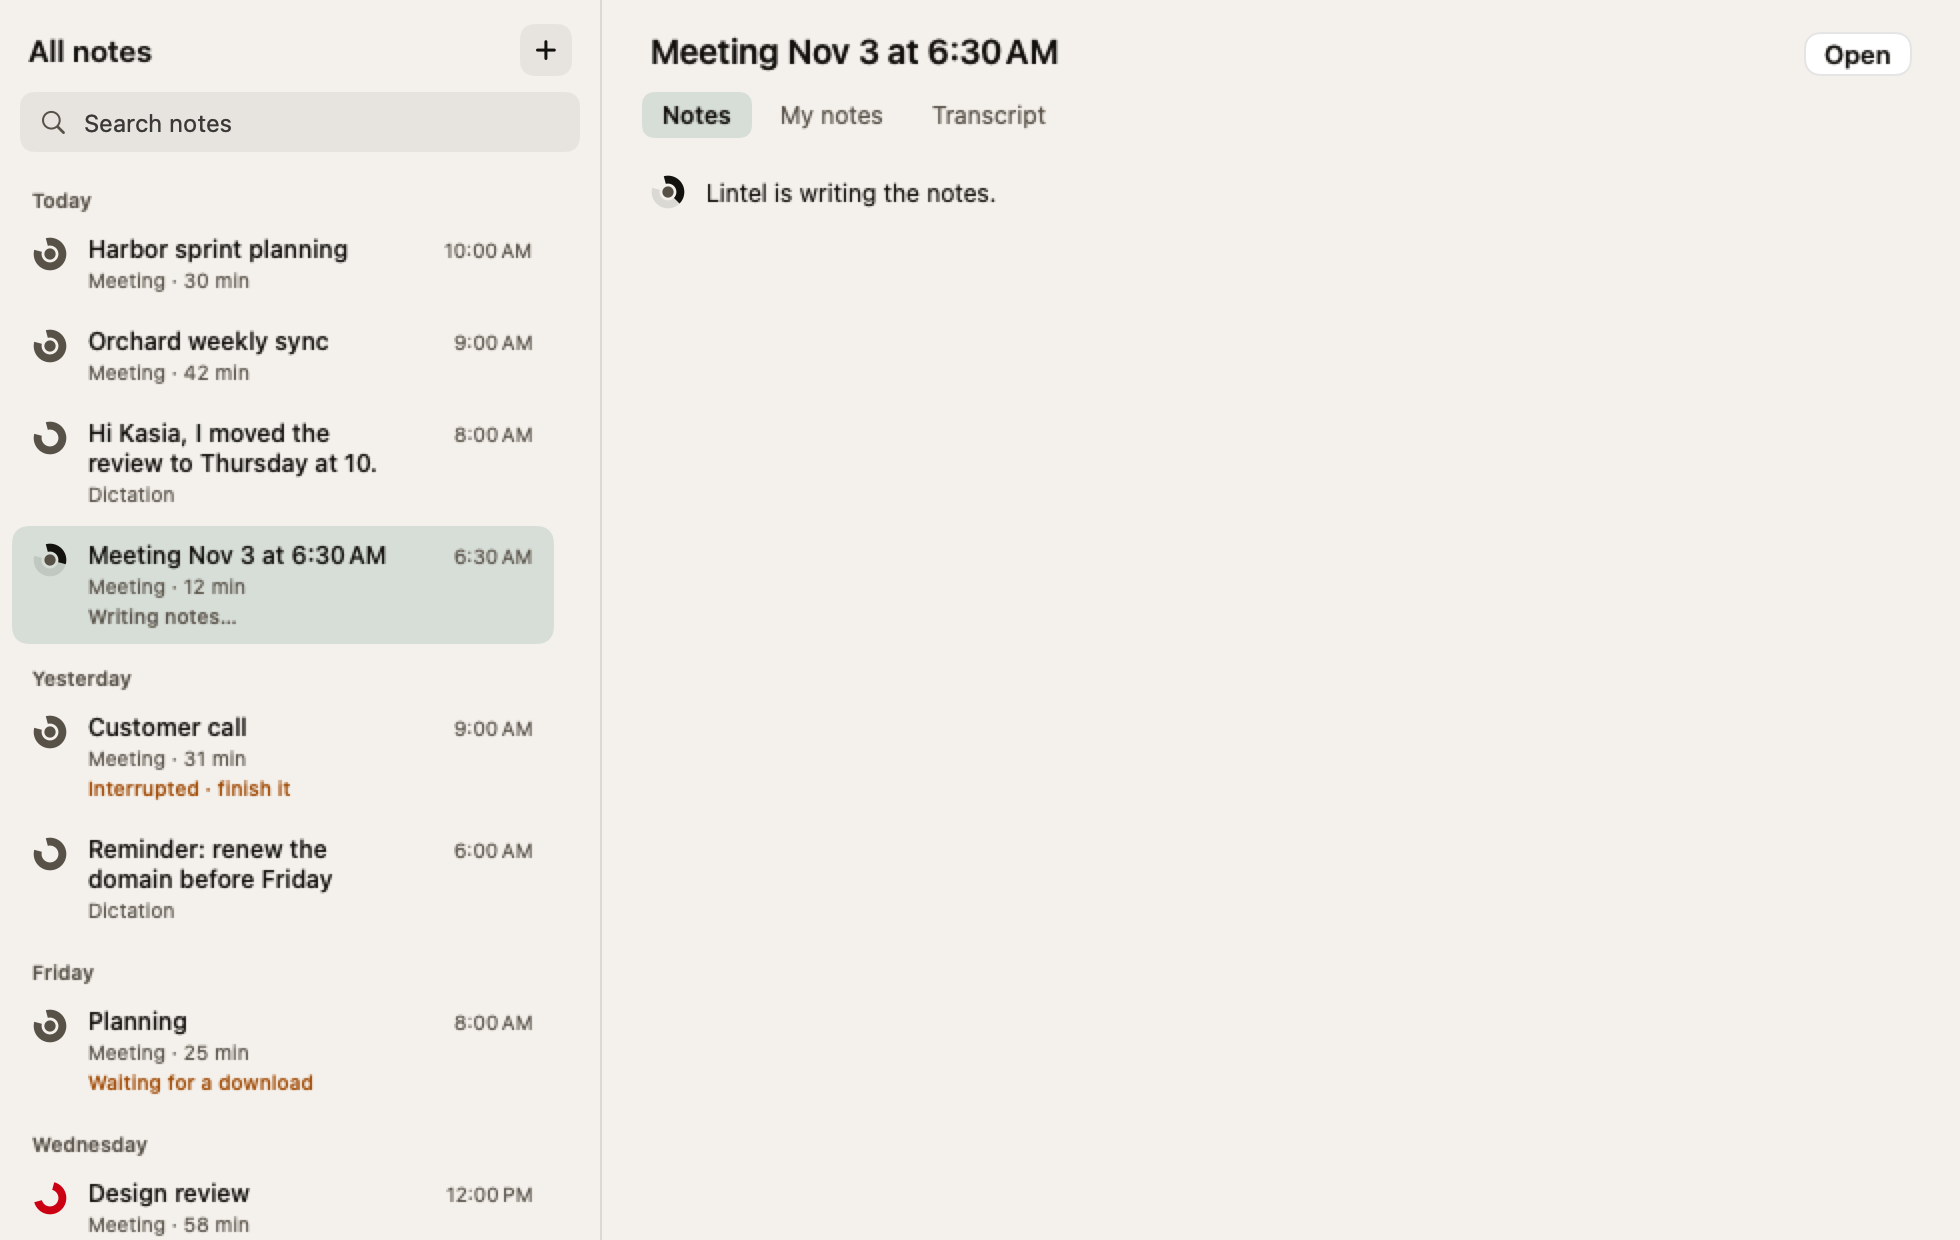 All notes
Search notes
Today
Harbor sprint planning
10:00 AM
Meeting · 30 min
Orchard weekly sync
9:00 AM
Meeting · 42 min
Hi Kasia, I moved the
review to Thursday at 10.
8:00 AM
Dictation
Meeting Nov 3 at 6:30 AM
6:30 AM
Meeting · 12 min
Writing notes...
Yesterday
Customer call
9:00 AM
Meeting · 31 min
Interrupted · finish it
Reminder: renew the
domain before Friday
6:00 AM
Dictation
Friday
Planning
8:00 AM
Meeting · 25 min
Waiting for a download
Wednesday
Design review
12:00 PM
Meeting · 58 min
Meeting Nov 3 at 6:30 AM
Open
Notes
My notes
Transcript
Lintel is writing the notes.